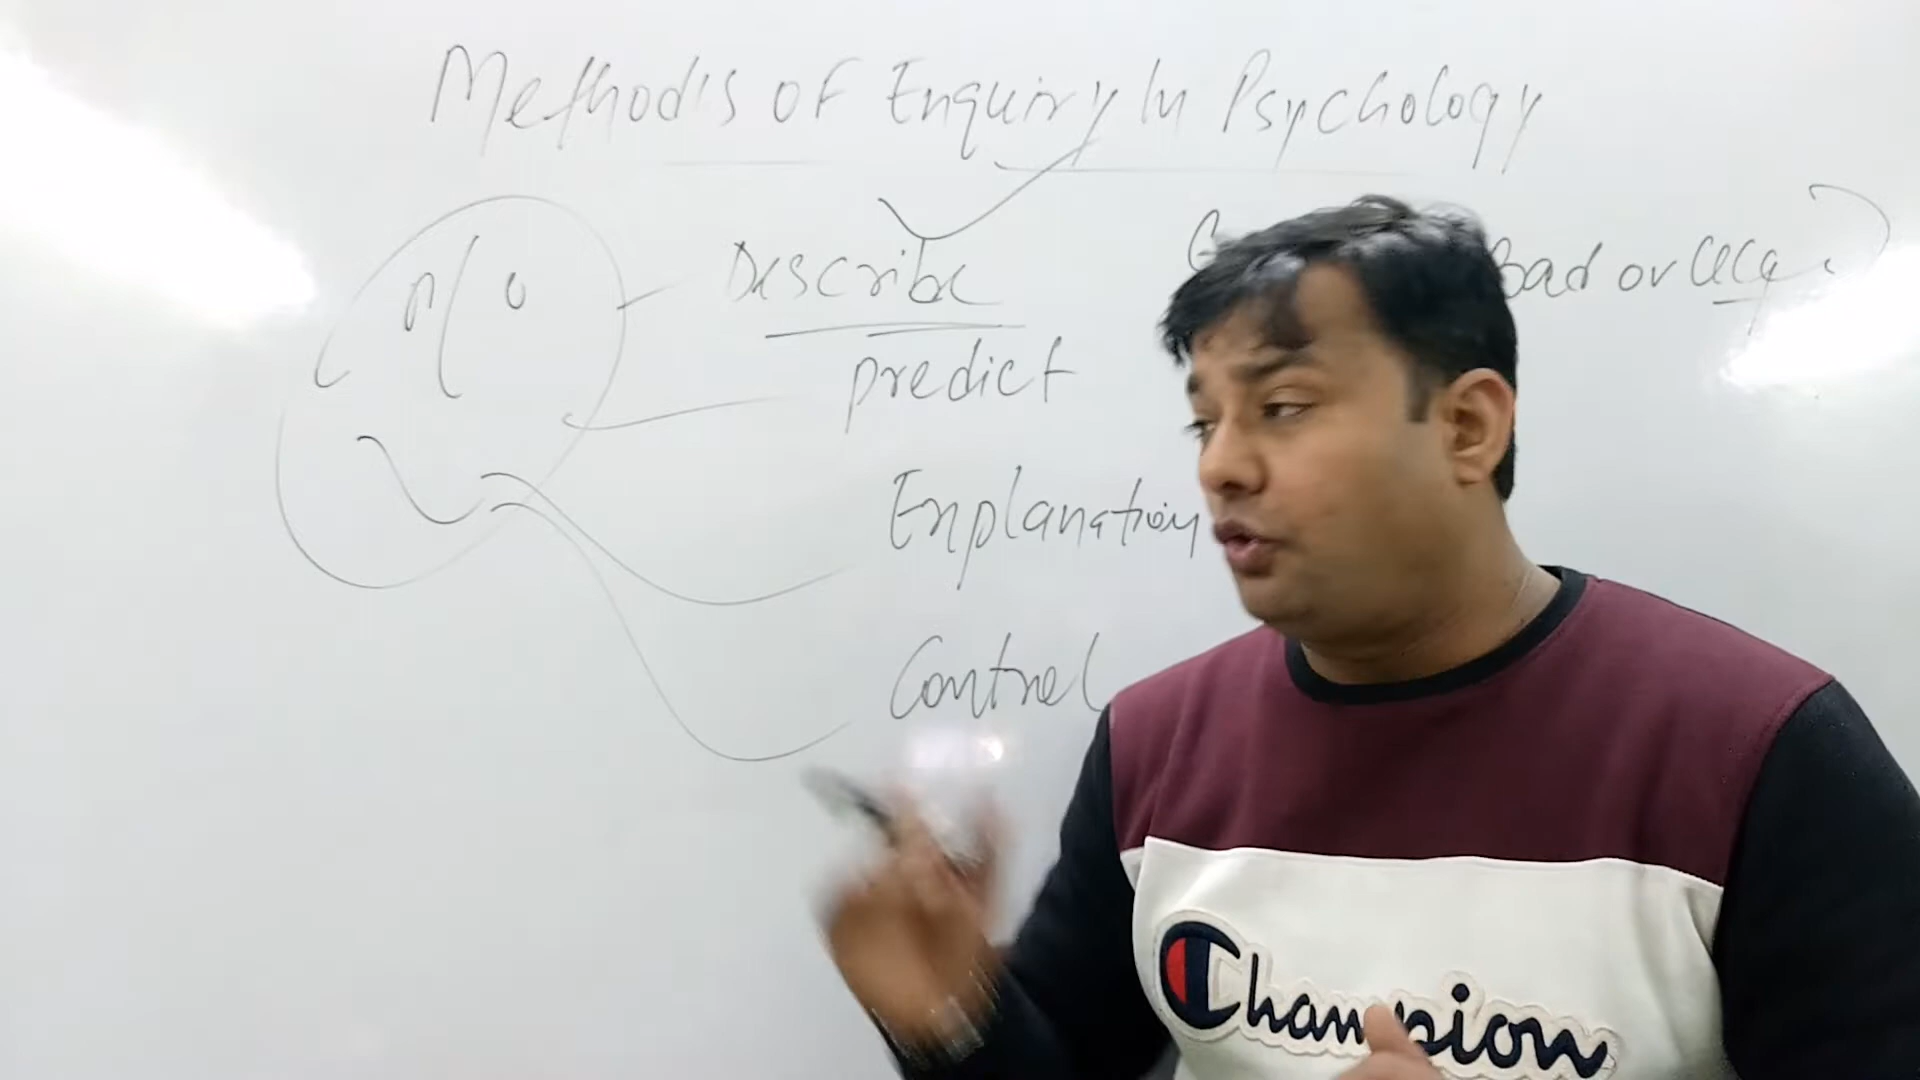 Methods of Enquiry In Psychology
Describe
Bad or
predict
Explanation
Control
Champion